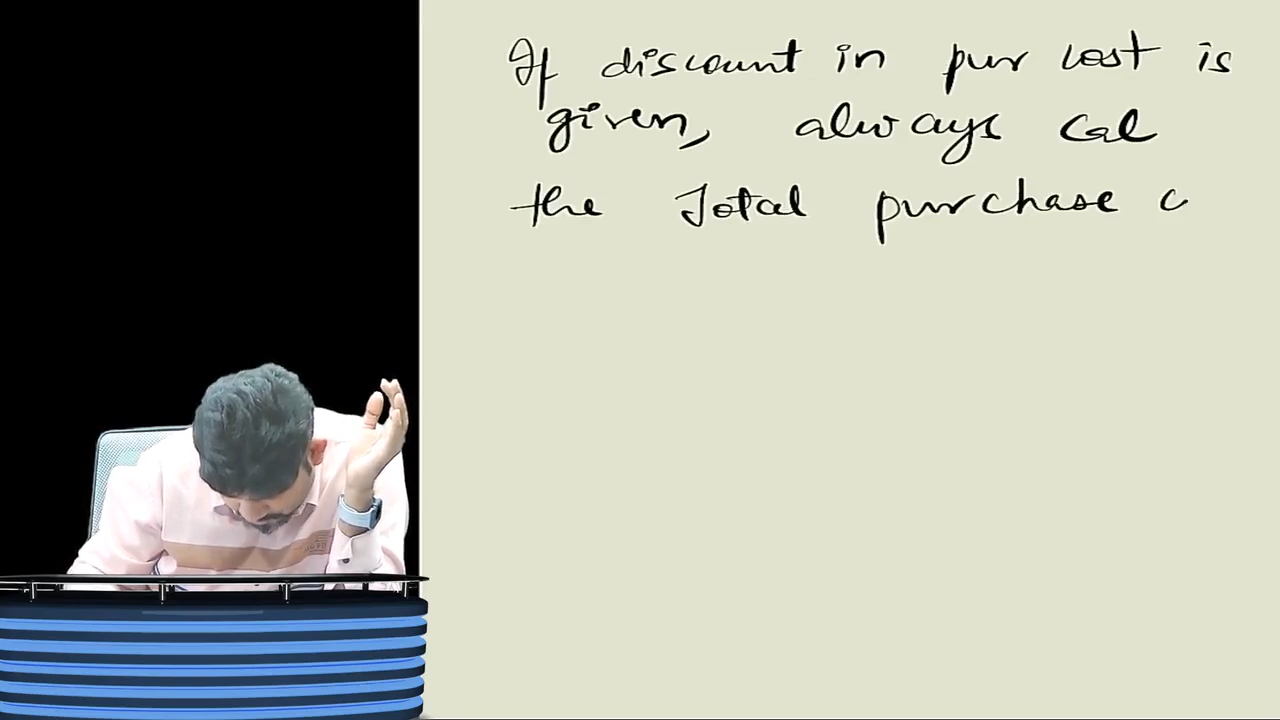 If discount in pur cost is
given, always cal
the Total purchase c